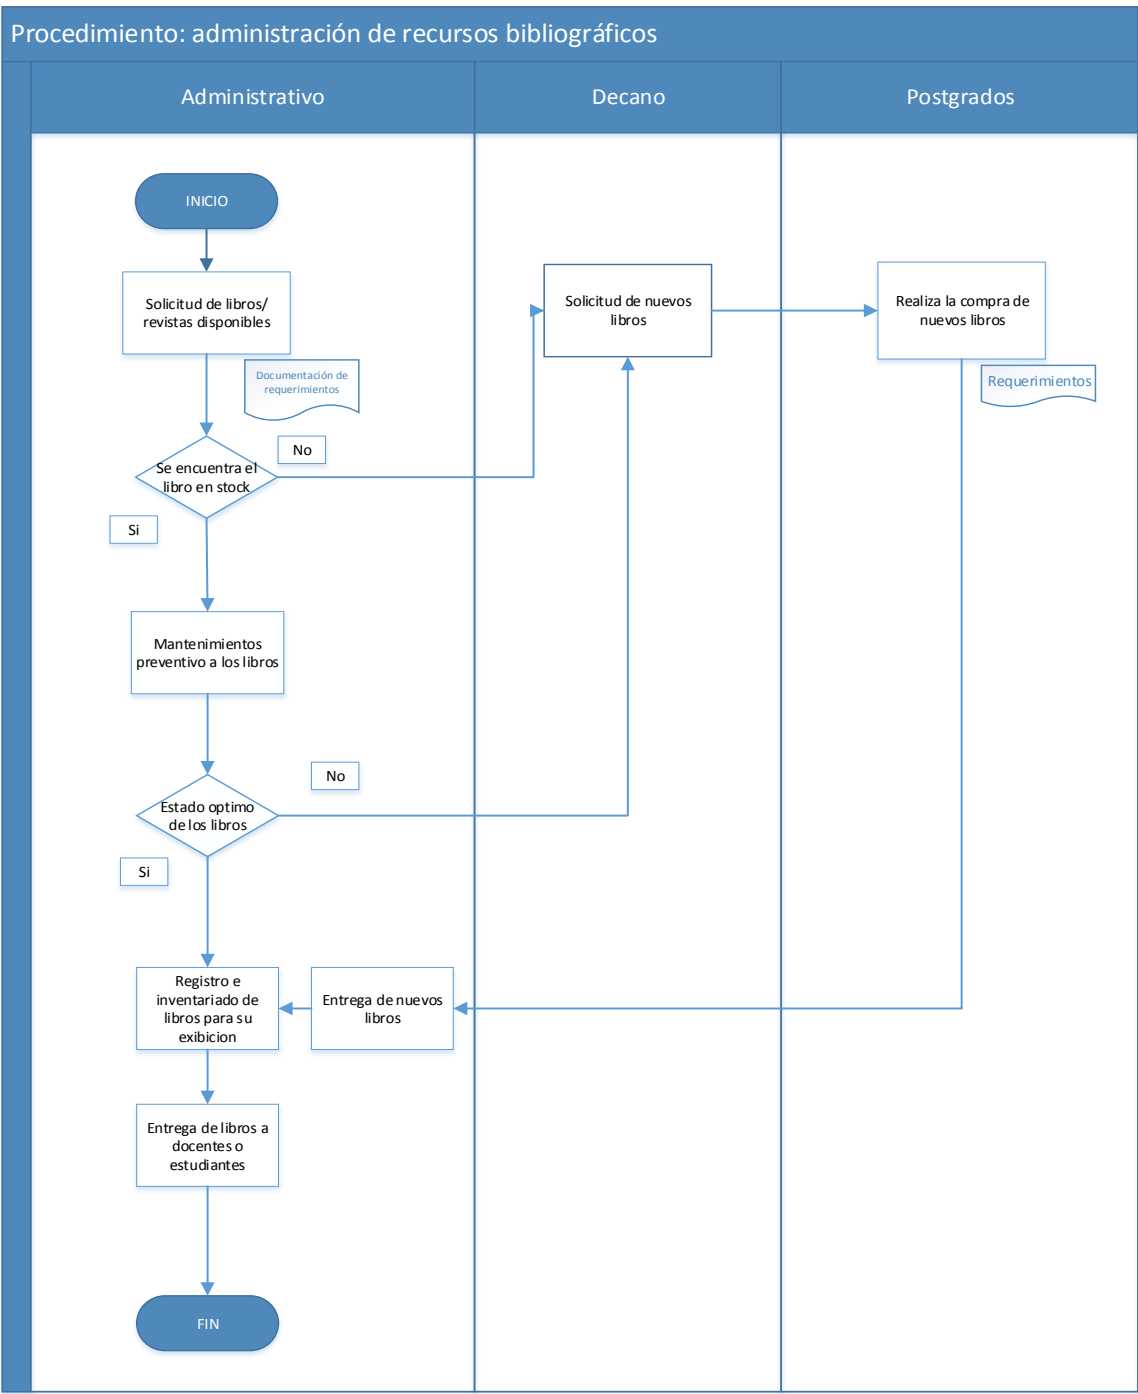 Procedimiento: administración de recursos bibliográficos
Administrativo
Decano
Postgrados
INICIO
Solicitud de libros/
revistas disponibles
Documentación de
requerimientos
Solicitud de nuevos
libros
Realiza la compra de
nuevos libros
Requerimientos
No
Se encuentra el
libro en stock
Si
Mantenimientos
preventivo a los libros
No
Estado optimo
de los libros
Si
Registro e
inventariado de
libros para su
exibicion
Entrega de nuevos
libros
Entrega de libros a
docentes o
estudiantes
FIN